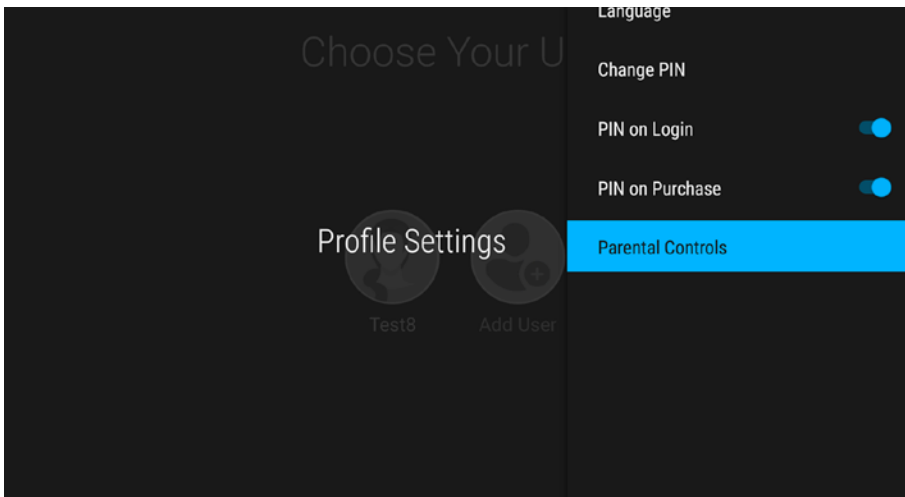 Choose Your U
Profile Settings
Test8
Add User
Language
Change PIN
PIN on Login
PIN on Purchase
Parental Controls